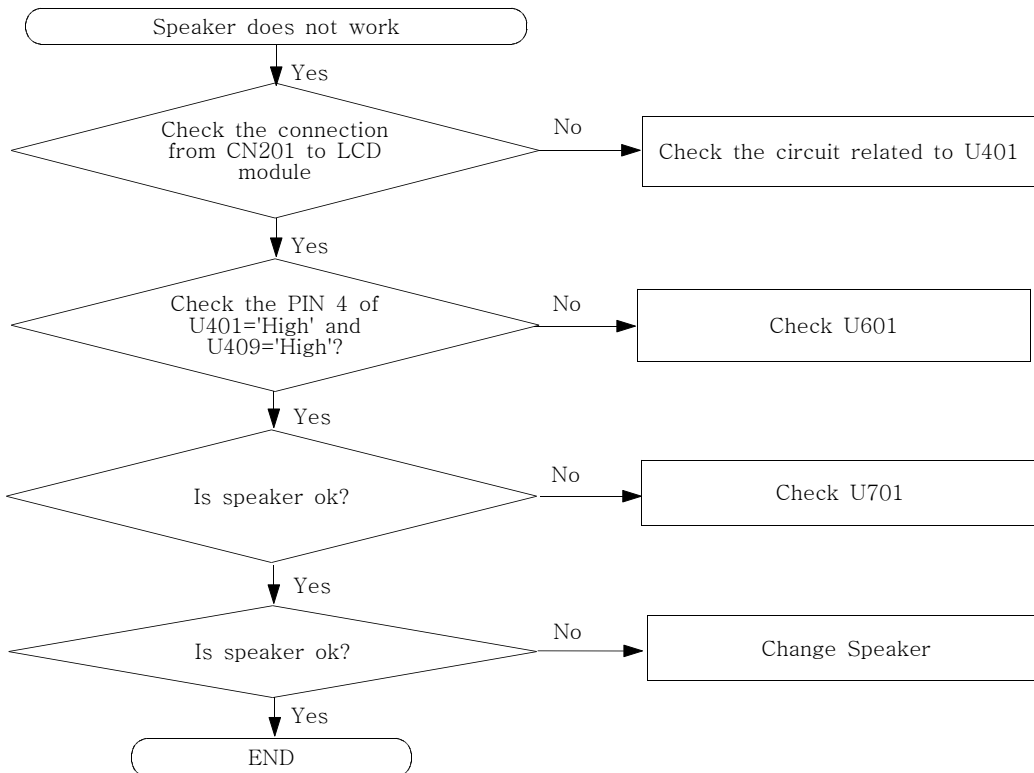 Speaker does not work
Yes
Check the connection
from CN201 to LCD
module
No
Check the circuit related to U401
Yes
Check the PIN 4 of
U401='High' and
U409='High'?
No
Check U601
Yes
Is speaker ok?
No
Check U701
Yes
Is speaker ok?
No
Change Speaker
Yes
END